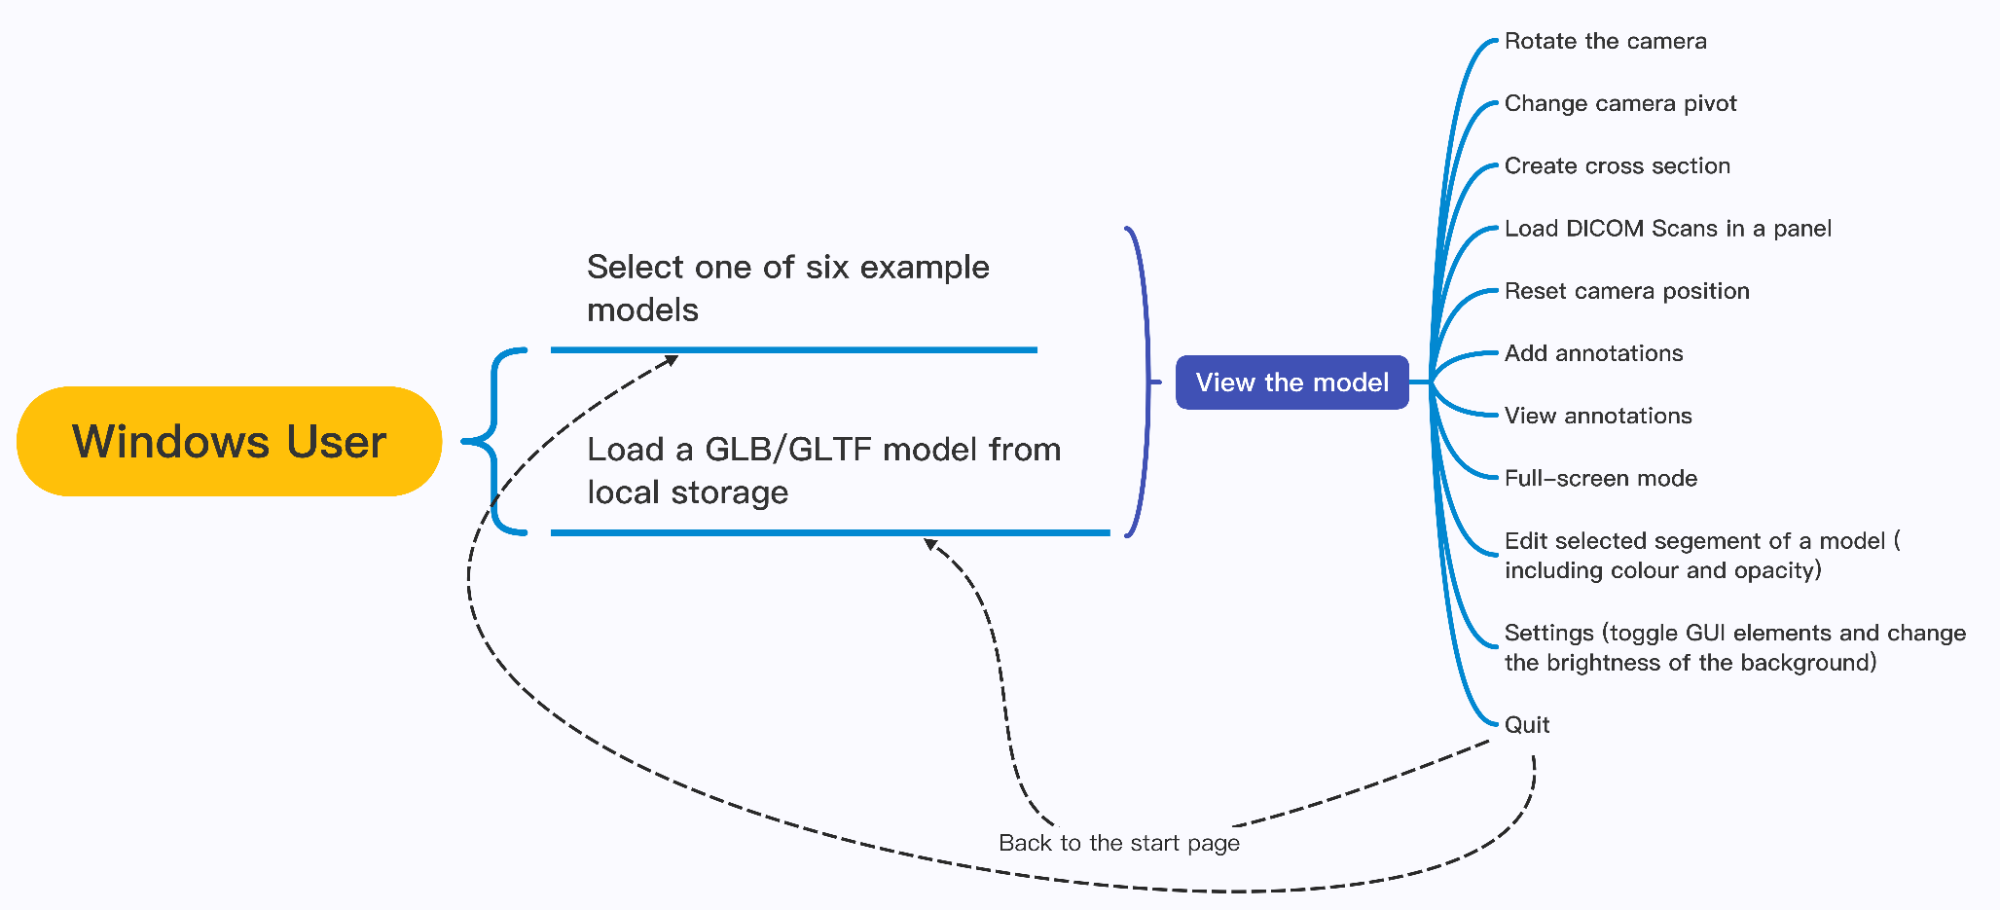 Windows User
Select one of six example
models
Load a GLB/GLTF model from
local storage
View the model
Rotate the camera
Change camera pivot
Create cross section
Load DICOM Scans in a panel
Reset camera position
Add annotations
View annotations
Full-screen mode
Edit selected segement of a model (
including colour and opacity)
Settings (toggle GUI elements and change
the brightness of the background)
Quit
Back to the start page